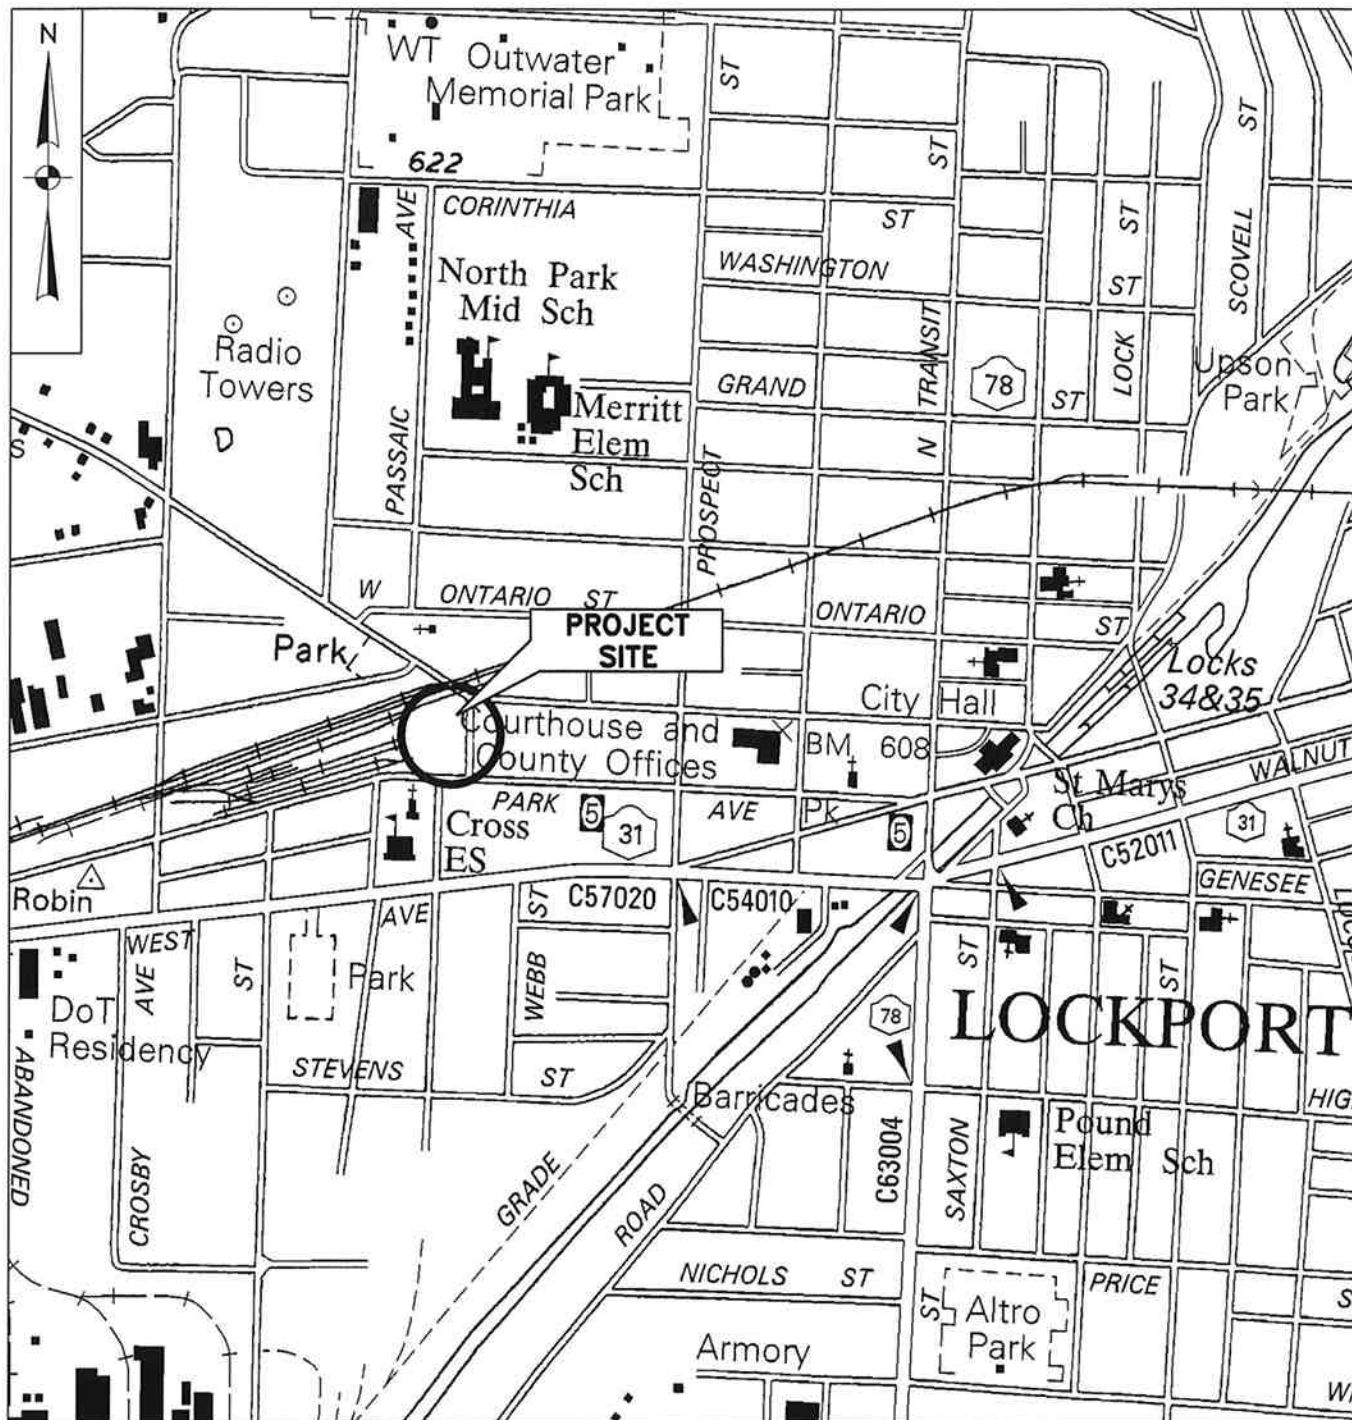 N
WT
Outwater
Memorial Park
ST
ST
ST
622
AVE
CORINTHIA
ST
ST
North Park
Mid Sch
WASHINGTON
ST
SCOVELL
Radio
Towers
TRANSIT
LOCK
Upson
Park
GRAND
78
ST
Merritt
Elem
Sch
PASSAIC
N
S
PROSPECT
W
ONTARIO
ST
ONTARIO
ST
PROJECT
SITE
Park
Locks
34&35
City Hall
Courthouse and
County Offices
BM 608
WALNUT
PARK
5
31
AVE
Pk
5
St Marys
Ch
31
Cross
ES
C52011
Robin
GENESEE
AVE
ST
C57020
C54010
WEST
AVE
ST
Park
WEBB
ST
ST
DoT
Residency
78
LOCKPORT
STEVENS
ST
ABANDONED
Barricades
HIG
C63004
Pound
Elem Sch
CROSBY
GRADE
SAXTON
ROAD
NICHOLS
ST
PRICE
ST
Altro
Park
S
Armory
W